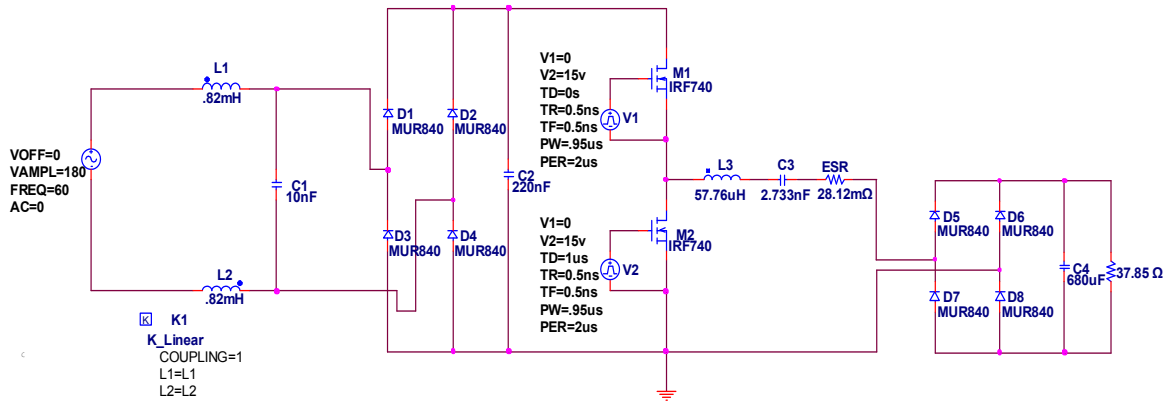 VOFF=0
VAMPL=180
FREQ=60
AC=0
L1
.82mH
C1
10nF
L2
.82mH
K
K1
K_Linear
COUPLING=1
L1=L1
L2=L2
c
D1
MUR840
D2
MUR840
D3
MUR840
D4
MUR840
C2
220nF
V1=0
V2=15v
TD=0s
TR=0.5ns
TF=0.5ns
PW=.95us
PER=2us
V1
M1
IRF740
V1=0
V2=15v
TD=1us
TR=0.5ns
TF=0.5ns
PW=.95us
PER=2us
V2
M2
IRF740
L3
57.76uH
C3
2.733nF
ESR
28.12mΩ
D5
MUR840
D6
MUR840
D7
MUR840
D8
MUR840
C4
680uF
37.85 Ω